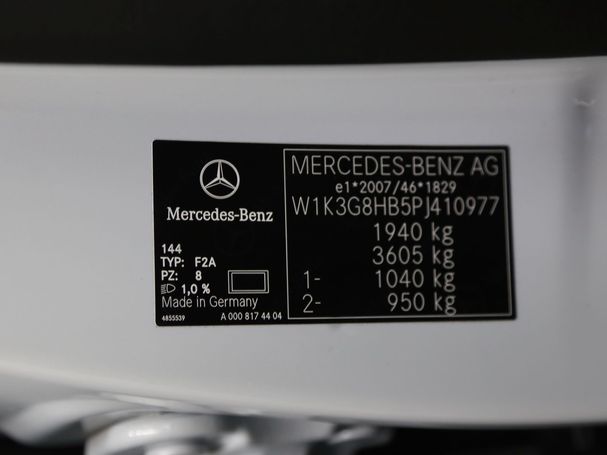 Mercedes-Benz
144
TYP: F2A
PZ: 8
1,0 %
Made in Germany
4855539 A 000 817 44 04
MERCEDES-BENZ AG
e1*2007/46*1829
W1K3G8HB5PJ410977
1940 kg
3605 kg
1- 1040 kg
2- 950 kg